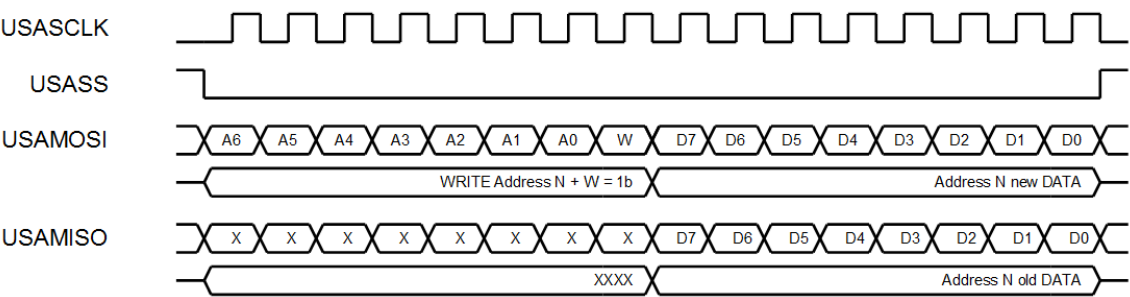 USASCLK
USASS
USAMOSI A6 A5 A4 A3 A2 A1 A0 W D7 D6 D5 D4 D3 D2 D1 D0
WRITE Address N + W = 1b Address N new DATA
USAMISO X X X X X X X X D7 D6 D5 D4 D3 D2 D1 D0
XXXX Address N old DATA